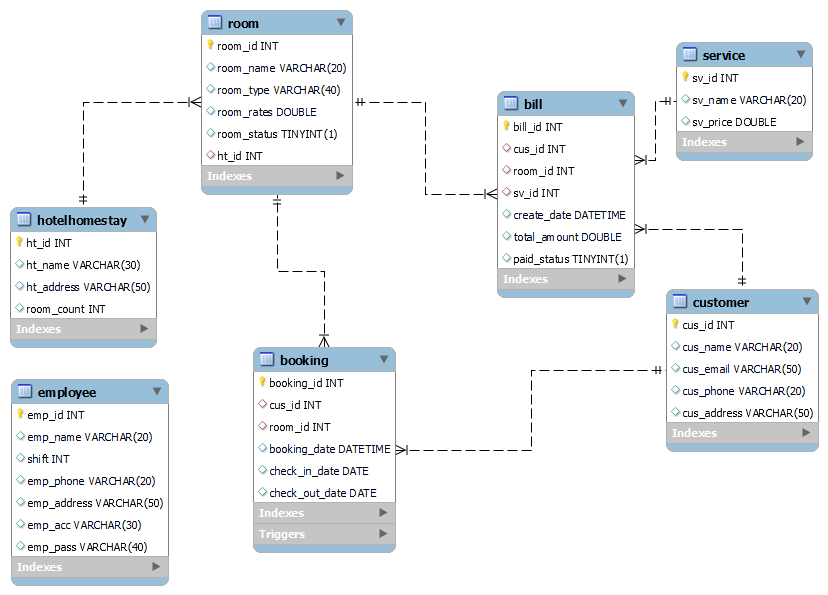 room
room_id INT
room_name VARCHAR(20)
room_type VARCHAR(40)
room_rates DOUBLE
room_status TINYINT(1)
ht_id INT
Indexes
service
sv_id INT
sv_name VARCHAR(20)
sv_price DOUBLE
Indexes
bill
bill_id INT
cus_id INT
room_id INT
sv_id INT
create_date DATETIME
total_amount DOUBLE
paid_status TINYINT(1)
Indexes
hotelhomestay
ht_id INT
ht_name VARCHAR(30)
ht_address VARCHAR(50)
room_count INT
Indexes
customer
cus_id INT
cus_name VARCHAR(20)
cus_email VARCHAR(50)
cus_phone VARCHAR(20)
cus_address VARCHAR(50)
Indexes
booking
booking_id INT
cus_id INT
room_id INT
booking_date DATETIME
check_in_date DATE
check_out_date DATE
Indexes
Triggers
employee
emp_id INT
emp_name VARCHAR(20)
shift INT
emp_phone VARCHAR(20)
emp_address VARCHAR(50)
emp_acc VARCHAR(30)
emp_pass VARCHAR(40)
Indexes